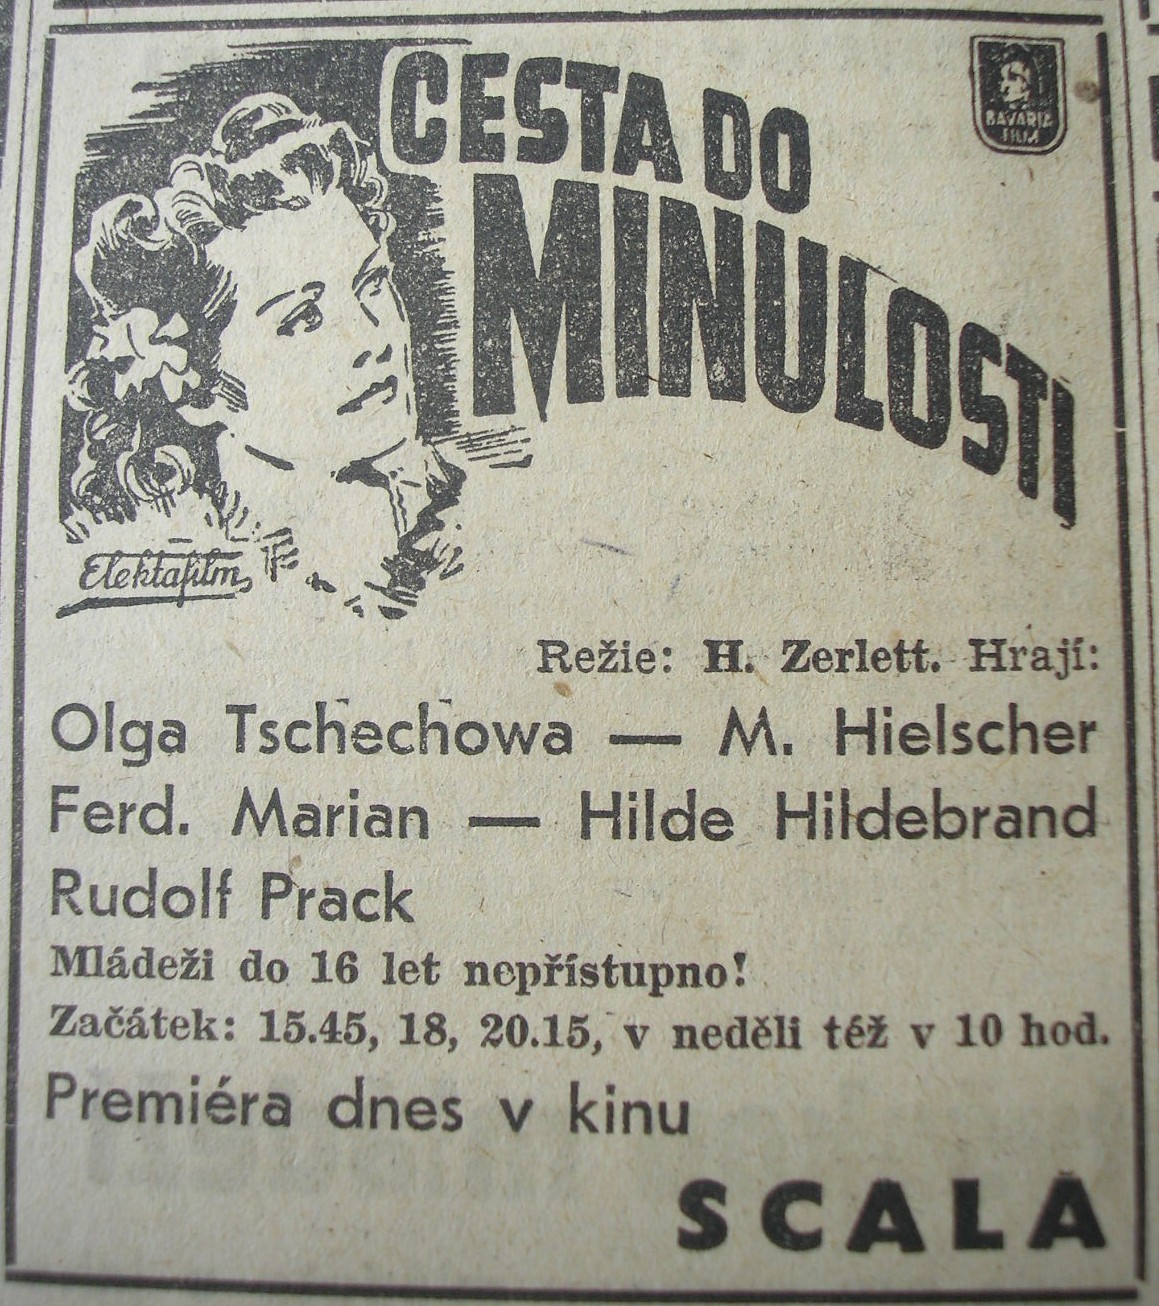 CESTA DO
MINULOSTI
BAVARIA
FILM
Elektafilm
Režie: H. Zerlett. Hrají:
Olga Tschechowa — M. Hielscher
Ferd. Marian — Hilde Hildebrand
Rudolf Prack
Mládeži do 16 let nepřístupno!
Začátek: 15.45, 18, 20.15, v neděli též v 10 hod.
Premiéra dnes v kinu
SCALA